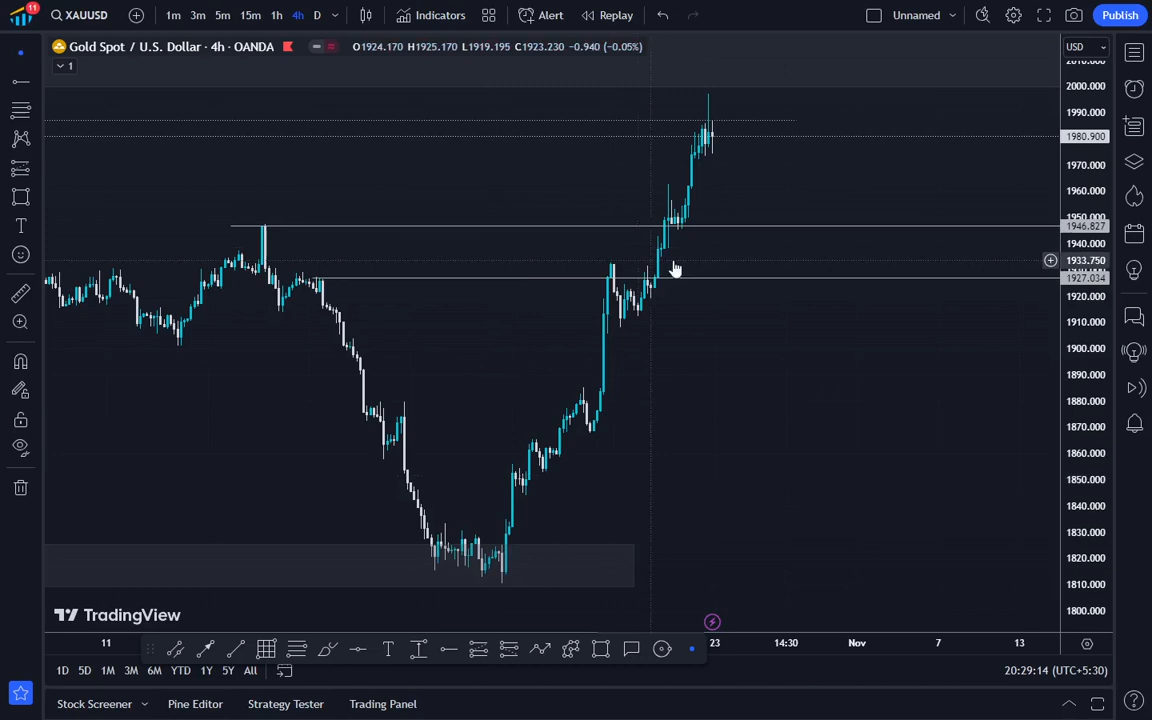 11
XAUUSD
1m 3m 5m 15m 1h 4h D
Indicators
Alert
Replay
Unnamed
Publish
Gold Spot / U.S. Dollar · 4h · OANDA
O1924.170 H1925.170 L1919.195 C1923.230 −0.940 (−0.05%)
USD
1
2000.000
1990.000
1980.900
1970.000
1960.000
1950.000
1946.827
1940.000
1933.750
1927.034
1920.000
1910.000
1900.000
1890.000
1880.000
1870.000
1860.000
1850.000
1840.000
1830.000
1820.000
1810.000
1800.000
TradingView
11 23 14:30 Nov 7 13
1D 5D 1M 3M 6M YTD 1Y 5Y All
20:29:14 (UTC+5:30)
Stock Screener Pine Editor Strategy Tester Trading Panel